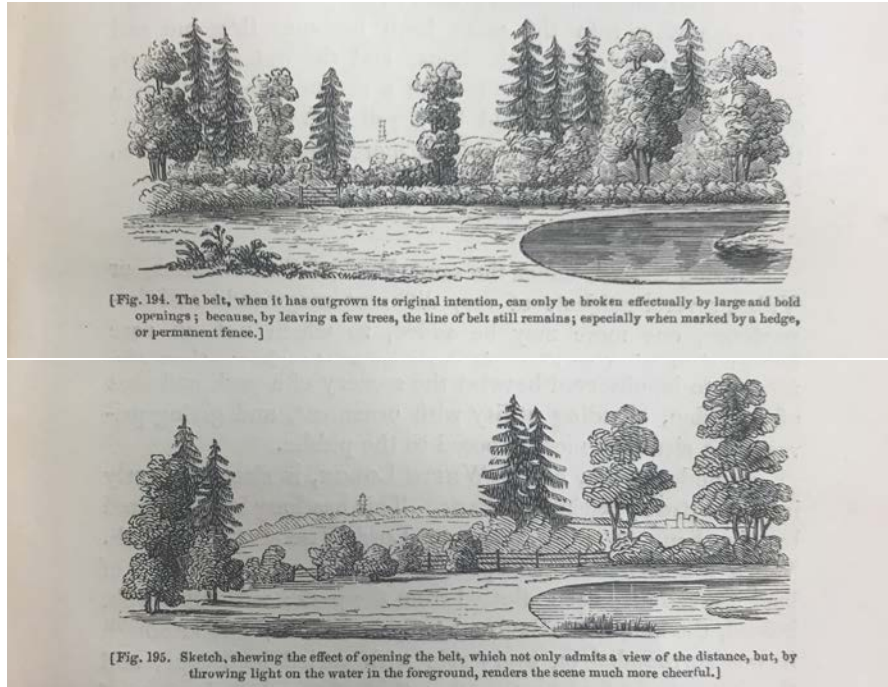 [Fig. 194. The belt, when it has outgrown its original intention, can only be broken effectually by large and bold
openings; because, by leaving a few trees, the line of belt still remains; especially when marked by a hedge,
or permanent fence.]
[Fig. 195. Sketch, shewing the effect of opening the belt, which not only admits a view of the distance, but, by
throwing light on the water in the foreground, renders the scene much more cheerful.]